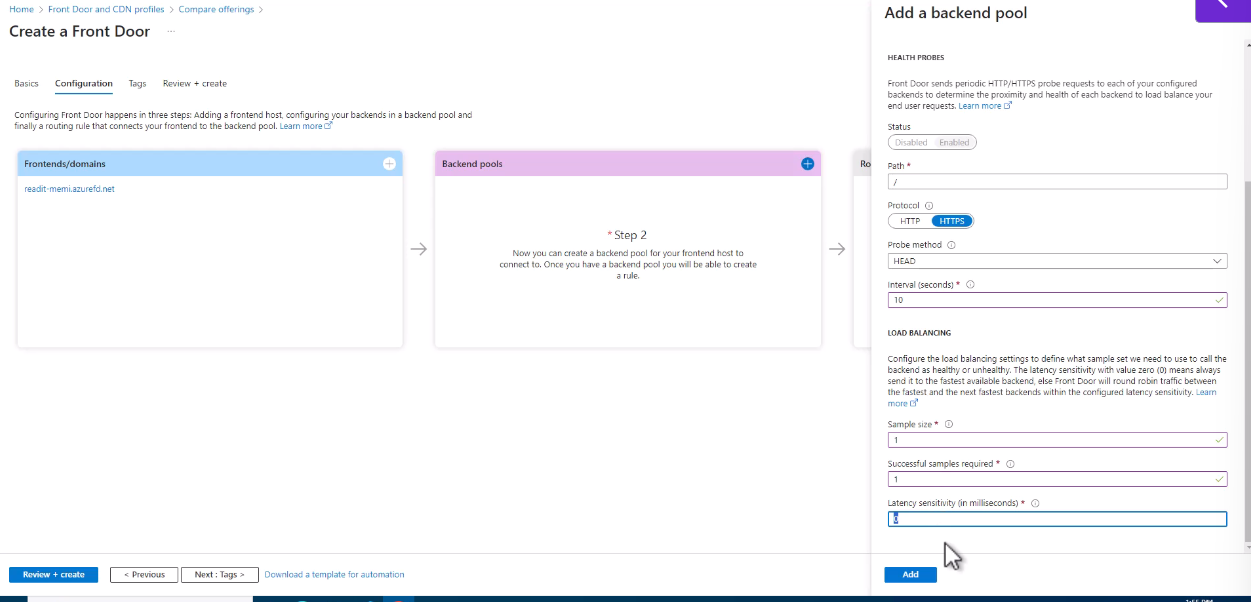 Home > Front Door and CDN profiles > Compare offerings >
Create a Front Door ...
Basics Configuration Tags Review + create
Configuring Front Door happens in three steps: Adding a frontend host, configuring your backends in a backend pool and
finally a routing rule that connects your frontend to the backend pool. Learn more
Frontends/domains
readit-memi.azurefd.net
Backend pools
* Step 2
Now you can create a backend pool for your frontend host to
connect to. Once you have a backend pool you will be able to create
a rule.
Ro
Review + create
< Previous
Next : Tags >
Download a template for automation
Add a backend pool
HEALTH PROBES
Front Door sends periodic HTTP/HTTPS probe requests to each of your configured
backends to determine the proximity and health of each backend to load balance your
end user requests. Learn more
Status
Disabled Enabled
Path *
/
Protocol
HTTP HTTPS
Probe method
HEAD
Interval (seconds) *
10
LOAD BALANCING
Configure the load balancing settings to define what sample set we need to use to call the
backend as healthy or unhealthy. The latency sensitivity with value zero (0) means always
send it to the fastest available backend, else Front Door will round robin traffic between
the fastest and the next fastest backends within the configured latency sensitivity. Learn
more
Sample size *
1
Successful samples required *
1
Latency sensitivity (in milliseconds) *
0
Add